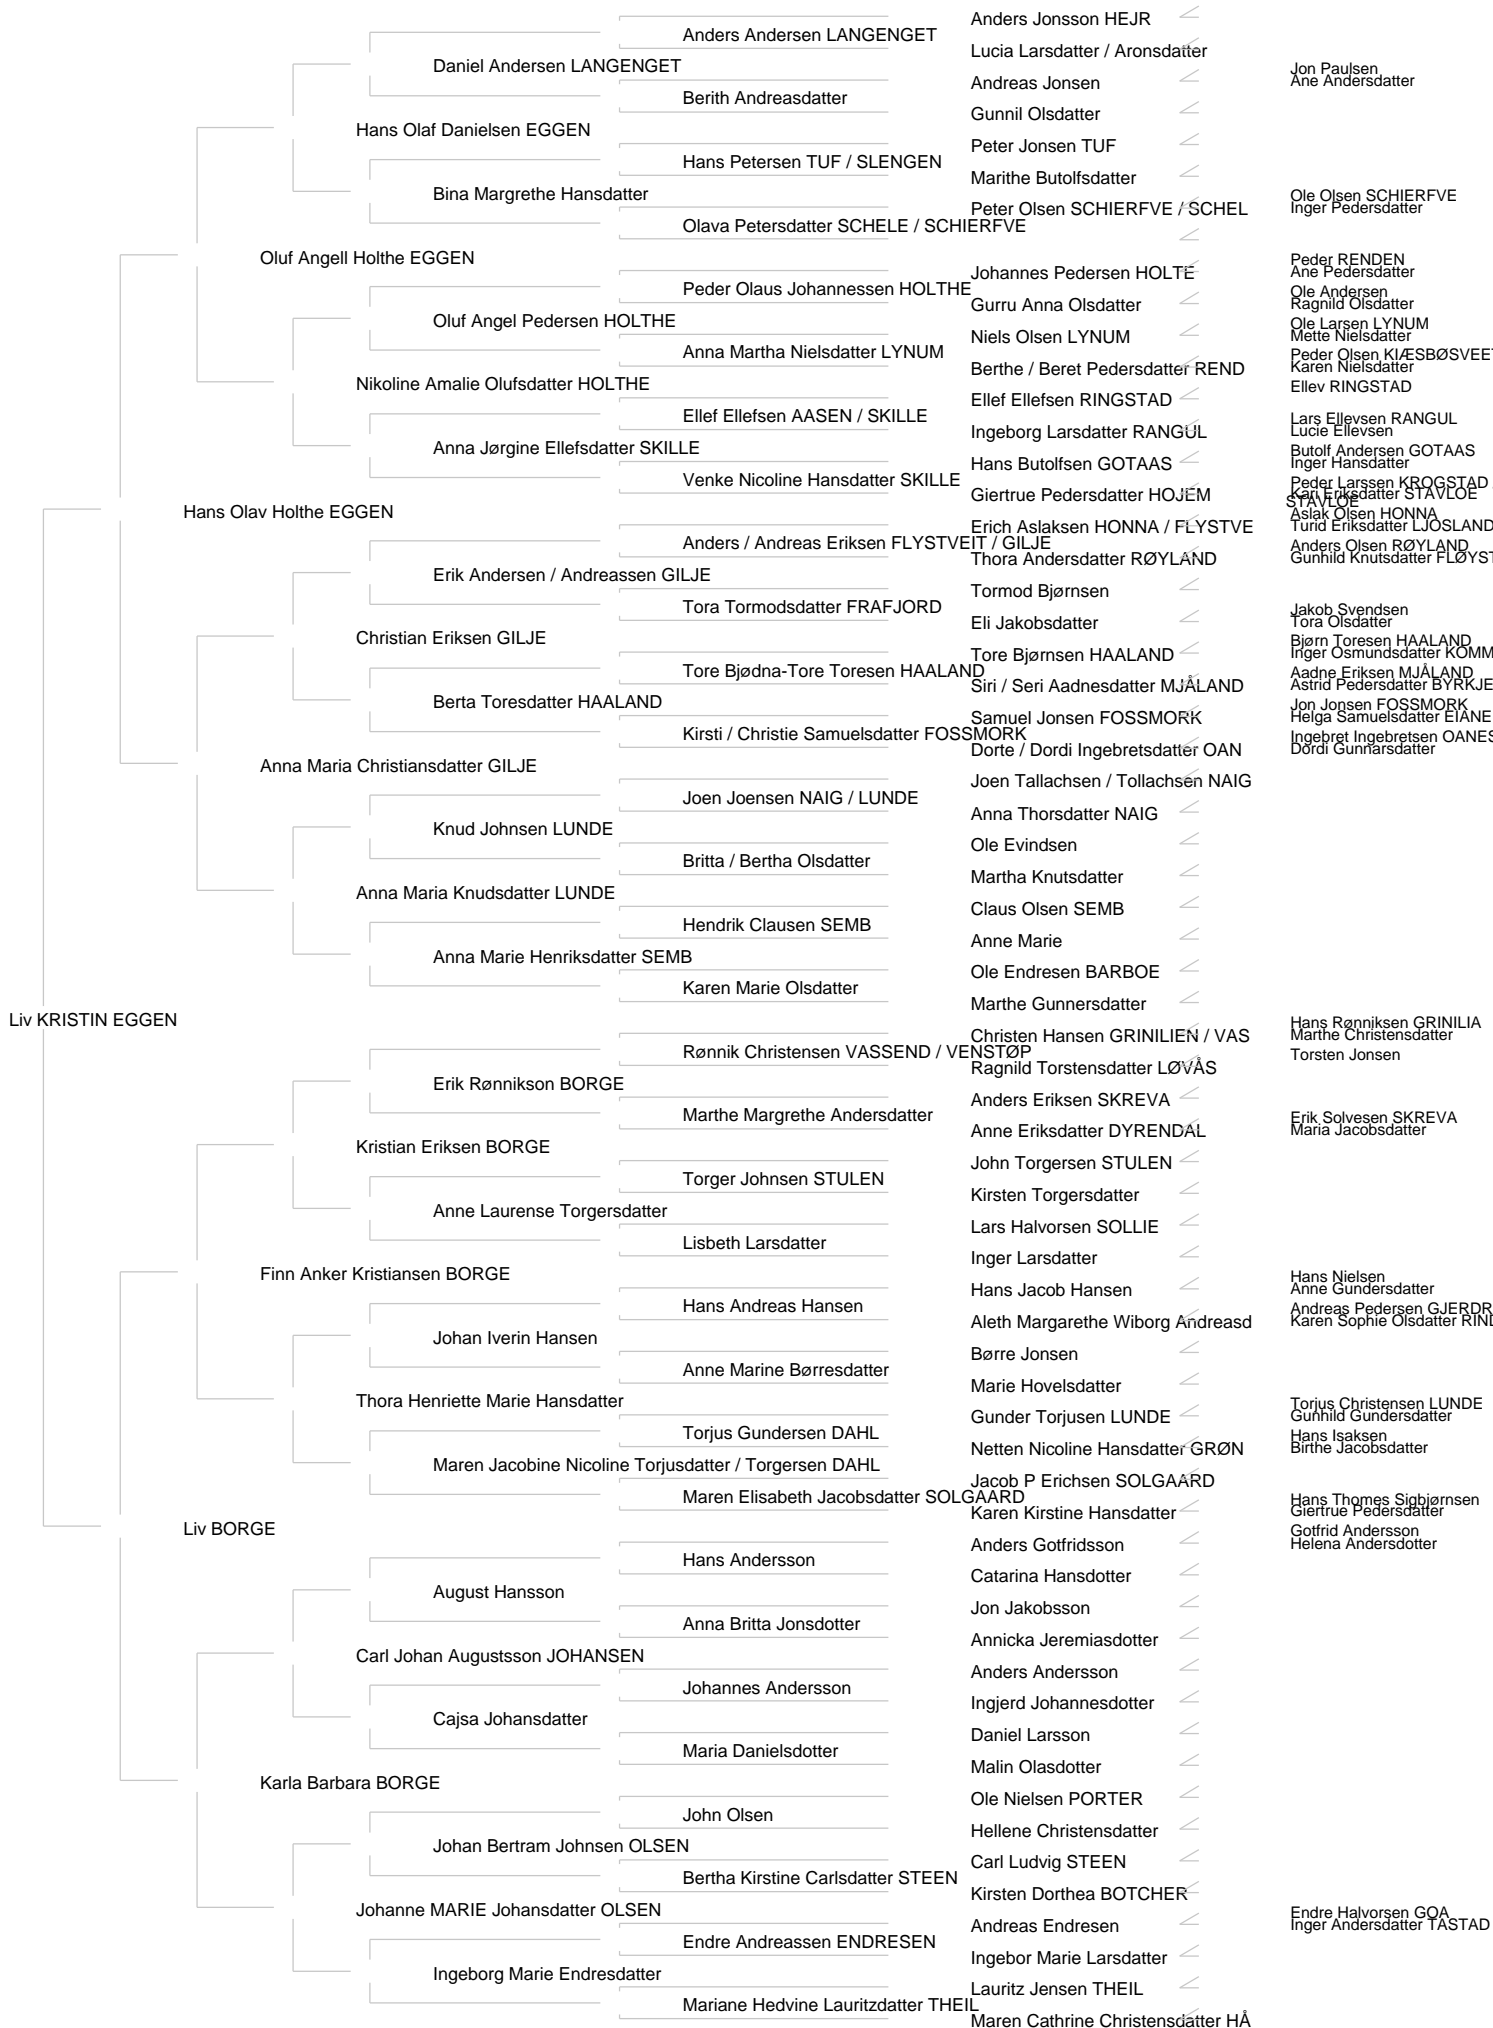 Anders Jonsson HEJR
Anders Andersen LANGENGET
Lucia Larsdatter / Aronsdatter
Daniel Andersen LANGENGET
Jon Paulsen
Andreas Jonsen
Ane Andersdatter
Berith Andreasdatter
Gunnil Olsdatter
Hans Olaf Danielsen EGGEN
Peter Jonsen TUF
Hans Petersen TUF / SLENGEN
Marithe Butolfsdatter
Bina Margrethe Hansdatter
Ole Olsen SCHIERFVE
Peter Olsen SCHIERFVE / SCHEL
Inger Pedersdatter
Olava Petersdatter SCHELE / SCHIERFVE
Oluf Angell Holthe EGGEN
Peder RENDEN
Johannes Pedersen HOLTE
Ane Pedersdatter
Peder Olaus Johannessen HOLTHE
Ole Andersen
Gurru Anna Olsdatter
Ragnild Olsdatter
Oluf Angel Pedersen HOLTHE
Ole Larsen LYNUM
Niels Olsen LYNUM
Mette Nielsdatter
Anna Martha Nielsdatter LYNUM
Peder Olsen KIÆSBØSVEET
Berthe / Beret Pedersdatter REND
Karen Nielsdatter
Nikoline Amalie Olufsdatter HOLTHE
Ellev RINGSTAD
Ellef Ellefsen RINGSTAD
Ellef Ellefsen AASEN / SKILLE
Lars Ellevsen RANGUL
Ingeborg Larsdatter RANGUL
Lucie Ellevsen
Anna Jørgine Ellefsdatter SKILLE
Butolf Andersen GOTAAS
Hans Butolfsen GOTAAS
Inger Hansdatter
Venke Nicoline Hansdatter SKILLE
Peder Larssen KROGSTAD
STAVLOE
Giertrue Pedersdatter HOJEM
Kari Eriksdatter STAVLOE
Hans Olav Holthe EGGEN
Aslak Olsen HONNA
Erich Aslaksen HONNA / FLYSTVE
Turid Eriksdatter LJOSLAND
Anders / Andreas Eriksen FLYSTVEIT / GILJE
Anders Olsen RØYLAND
Thora Andersdatter RØYLAND
Gunhild Knutsdatter FLØYST
Erik Andersen / Andreassen GILJE
Tormod Bjørnsen
Tora Tormodsdatter FRAFJORD
Jakob Svendsen
Eli Jakobsdatter
Tora Olsdatter
Christian Eriksen GILJE
Bjørn Toresen HAALAND
Tore Bjørnsen HAALAND
Inger Osmundsdatter KOMM
Tore Bjødna-Tore Toresen HAALAND
Aadne Eriksen MJÅLAND
Siri / Seri Aadnesdatter MJÅLAND
Astrid Pedersdatter BYRKJE
Berta Toresdatter HAALAND
Jon Jonsen FOSSMORK
Samuel Jonsen FOSSMORK
Helga Samuelsdatter EIANE
Kirsti / Christie Samuelsdatter FOSSMORK
Ingebret Ingebretsen OANES
Dorte / Dordi Ingebretsdatter OAN
Dordi Gunnarsdatter
Anna Maria Christiansdatter GILJE
Joen Tallachsen / Tollachsen NAIG
Joen Joensen NAIG / LUNDE
Anna Thorsdatter NAIG
Knud Johnsen LUNDE
Ole Evindsen
Britta / Bertha Olsdatter
Martha Knutsdatter
Anna Maria Knudsdatter LUNDE
Claus Olsen SEMB
Hendrik Clausen SEMB
Anne Marie
Anna Marie Henriksdatter SEMB
Ole Endresen BARBOE
Karen Marie Olsdatter
Marthe Gunnersdatter
Liv KRISTIN EGGEN
Hans Rønniksen GRINILIA
Christen Hansen GRINILIEN / VAS
Marthe Christensdatter
Rønnik Christensen VASSEND / VENSTØP
Torsten Jonsen
Ragnild Torstensdatter LØVÅS
Erik Rønnikson BORGE
Anders Eriksen SKREVA
Marthe Margrethe Andersdatter
Erik Solvesen SKREVA
Anne Eriksdatter DYRENDAL
Maria Jacobsdatter
Kristian Eriksen BORGE
John Torgersen STULEN
Torger Johnsen STULEN
Kirsten Torgersdatter
Anne Laurense Torgersdatter
Lars Halvorsen SOLLIE
Lisbeth Larsdatter
Inger Larsdatter
Finn Anker Kristiansen BORGE
Hans Nielsen
Hans Jacob Hansen
Anne Gundersdatter
Hans Andreas Hansen
Andreas Pedersen GJERDR
Aleth Margarethe Wiborg Andreasd
Karen Sophie Olsdatter RIND
Johan Iverin Hansen
Børre Jonsen
Anne Marine Børresdatter
Marie Hovelsdatter
Thora Henriette Marie Hansdatter
Torjus Christensen LUNDE
Gunder Torjusen LUNDE
Gunhild Gundersdatter
Torjus Gundersen DAHL
Hans Isaksen
Netten Nicoline Hansdatter GRØN
Birthe Jacobsdatter
Maren Jacobine Nicoline Torjusdatter / Torgersen DAHL
Jacob P Erichsen SOLGAARD
Maren Elisabeth Jacobsdatter SOLGAARD
Hans Thomes Sigbjørnsen
Karen Kirstine Hansdatter
Giertrue Pedersdatter
Liv BORGE
Gotfrid Andersson
Anders Gotfridsson
Helena Andersdotter
Hans Andersson
Catarina Hansdotter
August Hansson
Jon Jakobsson
Anna Britta Jonsdotter
Annicka Jeremiasdotter
Carl Johan Augustsson JOHANSEN
Anders Andersson
Johannes Andersson
Ingjerd Johannesdotter
Cajsa Johansdatter
Daniel Larsson
Maria Danielsdotter
Malin Olasdotter
Karla Barbara BORGE
Ole Nielsen PORTER
John Olsen
Hellene Christensdatter
Johan Bertram Johnsen OLSEN
Carl Ludvig STEEN
Bertha Kirstine Carlsdatter STEEN
Kirsten Dorthea BOTCHER
Johanne MARIE Johansdatter OLSEN
Endre Halvorsen GOA
Andreas Endresen
Inger Andersdatter TASTAD
Endre Andreassen ENDRESEN
Ingebor Marie Larsdatter
Ingeborg Marie Endresdatter
Lauritz Jensen THEIL
Mariane Hedvine Lauritzdatter THEIL
Maren Cathrine Christensdatter HÅ